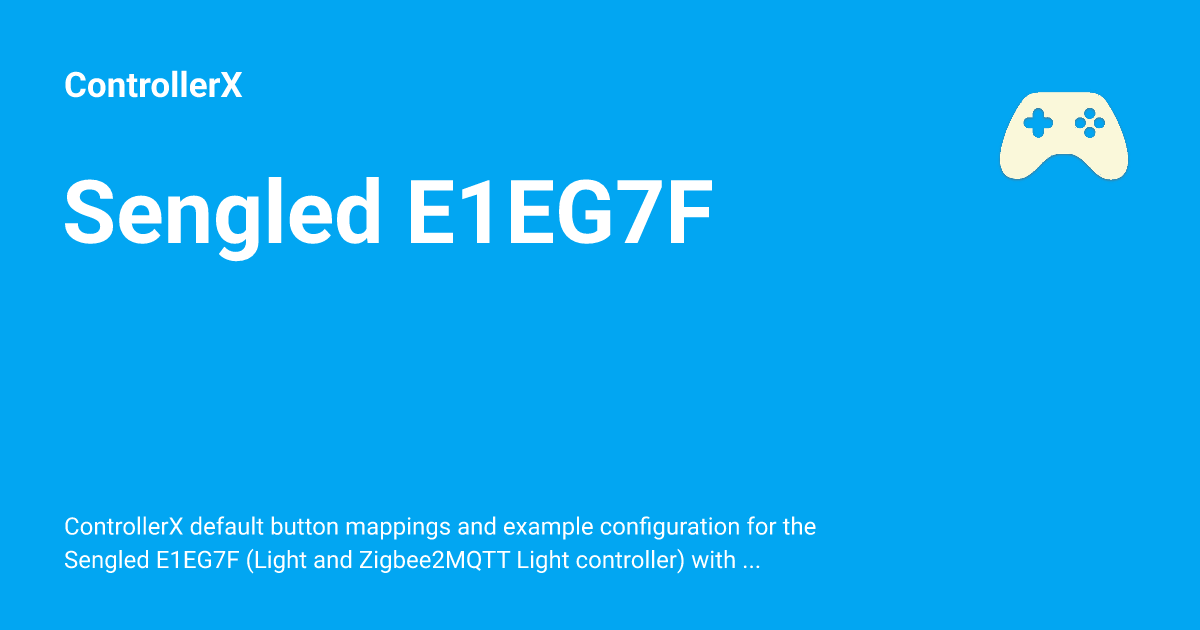 ControllerX
Sengled E1EG7F
ControllerX default button mappings and example configuration for the
Sengled E1EG7F (Light and Zigbee2MQTT Light controller) with ...